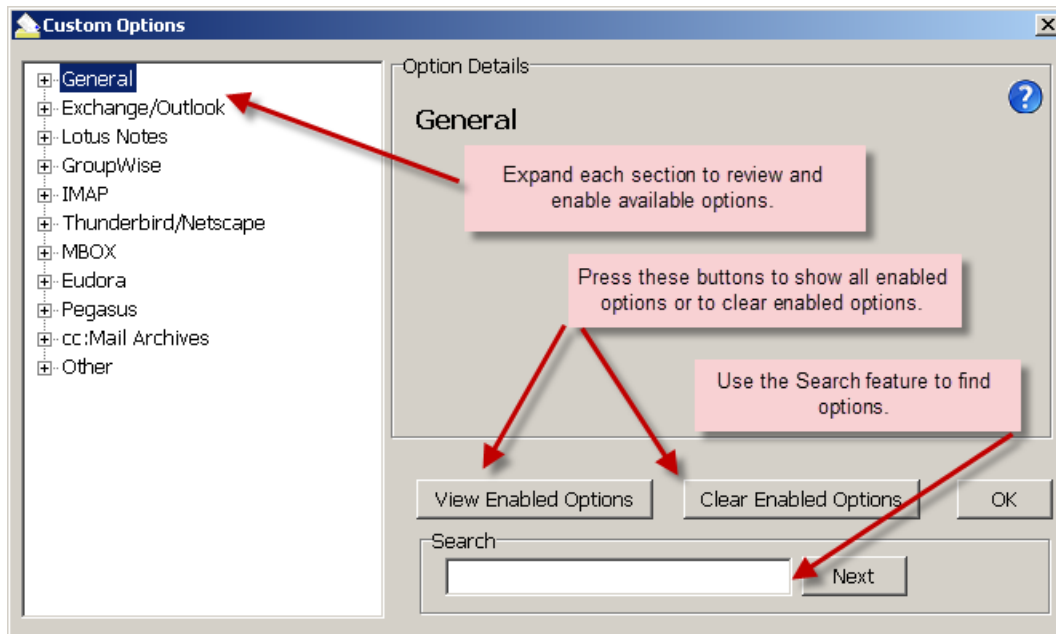 Custom Options
General
Exchange/Outlook
Lotus Notes
GroupWise
IMAP
Thunderbird/Netscape
MBOX
Eudora
Pegasus
cc:Mail Archives
Other
Option Details
?
General
Expand each section to review and
enable available options.
Press these buttons to show all enabled
options or to clear enabled options.
Use the Search feature to find
options.
View Enabled Options
Clear Enabled Options
OK
Search
Next